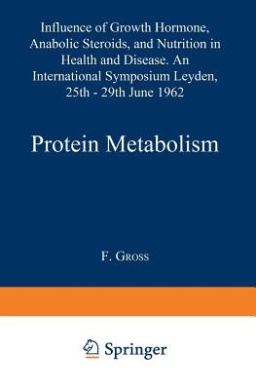 Influence of Growth Hormone,
Anabolic Steroids, and Nutrition in
Health and Disease. An
International Symposium Leyden,
25th - 29th June 1962
Protein Metabolism
F. Gross
Springer